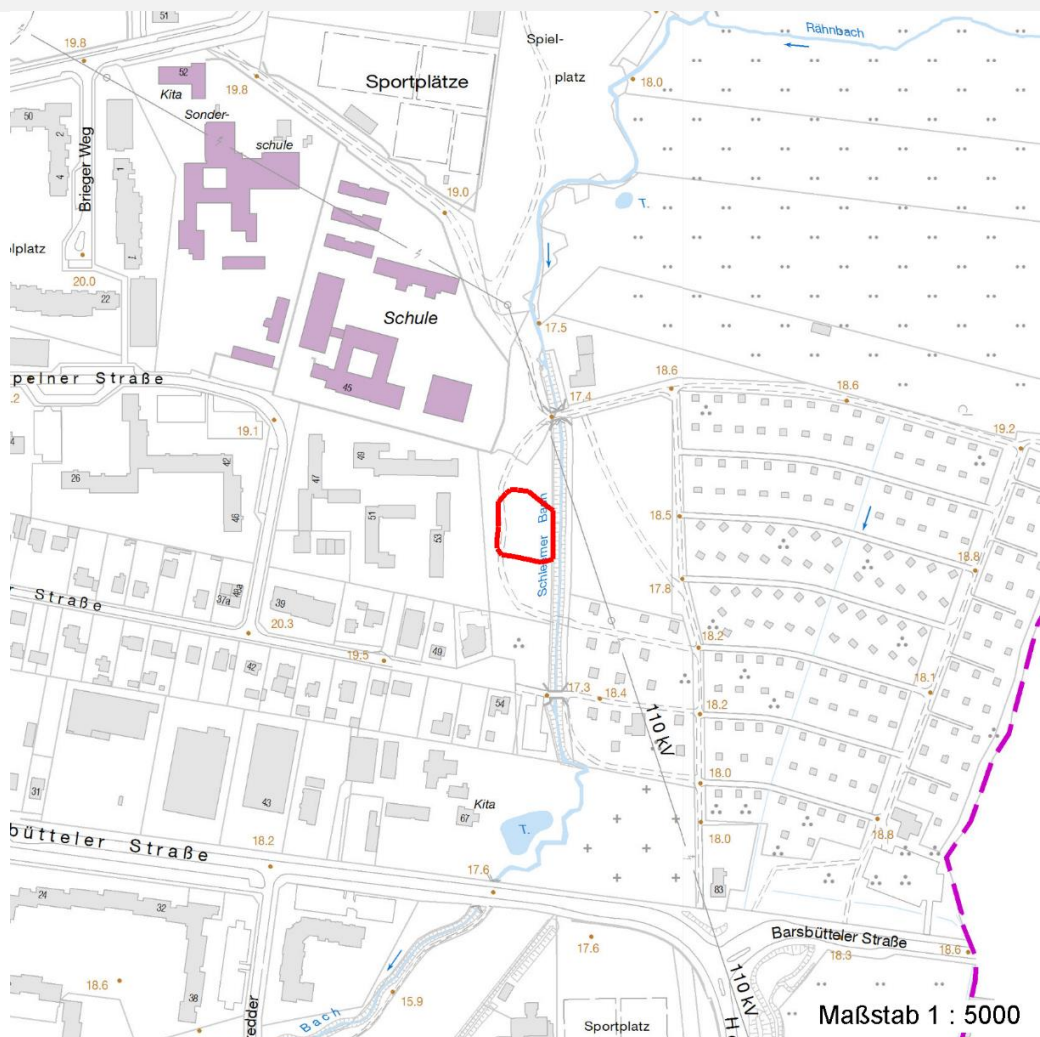 51
Rähnbach
Spiel-
platz
19.8
52
Kita
19.8
Sportplätze
18.0
50
2
4
Brieger Weg
1
Sonder-
schule
19.0
T.
lplatz
20.0
22
Schule
17.5
45
pelner Straße
.2
18.6
18.6
17.4
19.1
19.2
42
26
46
47
49
51
53
Schleemer Bach
18.5
18.8
17.8
r Straße
37a
48a
39
20.3
19.5
42
49
18.2
18.1
54
17.3
18.4
18.2
110 kV
18.0
31
43
Kita
67
T.
18.0
18.8
bütteler Straße
18.2
17.6
83
24
32
Barsbütteler Straße
17.6
18.3
18.6
18.6
38
15.9
110 kV
Bach
edder
Sportplatz
Maßstab 1 : 5000